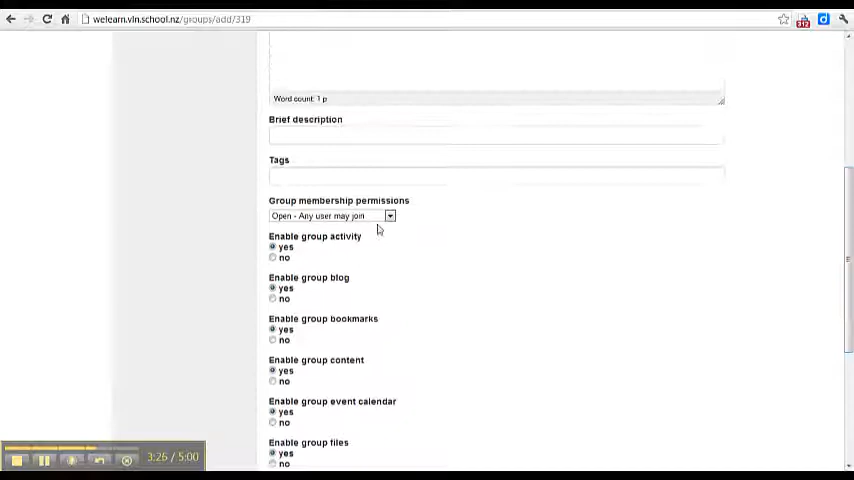 welearn.vln.school.nz/groups/add/319
Word count: 1 p
Brief description
Tags
Group membership permissions
Open - Any user may join
Enable group activity
yes
no
Enable group blog
yes
no
Enable group bookmarks
yes
no
Enable group content
yes
no
Enable group event calendar
yes
no
Enable group files
yes
no
3:26 / 5:00